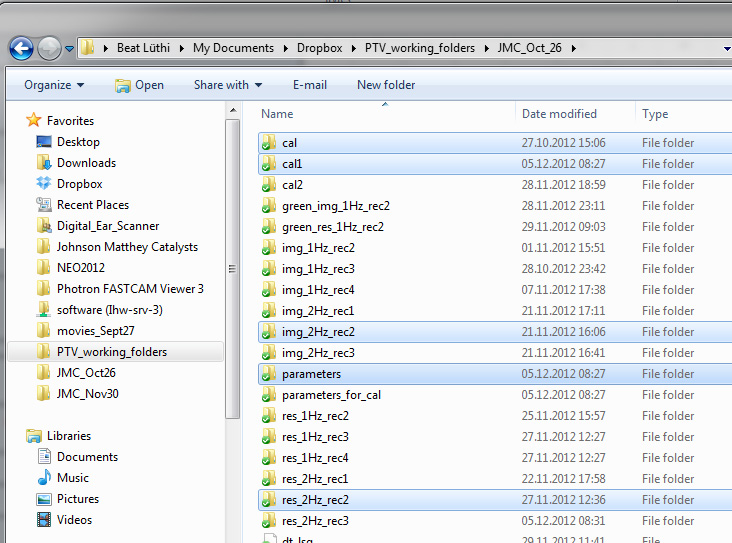 Beat Lüthi ▸ My Documents ▸ Dropbox ▸ PTV_working_folders ▸ JMC_Oct_26 ▸
Organize Open Share with E-mail New folder
Favorites
Desktop
Downloads
Dropbox
Recent Places
Digital_Ear_Scanner
Johnson Matthey Catalysts
NEO2012
Photron FASTCAM Viewer 3
software (lhw-srv-3)
movies_Sept27
PTV_working_folders
JMC_Oct26
JMC_Nov30
Libraries
Documents
Music
Pictures
Videos
Name Date modified Type
cal 27.10.2012 15:06 File folder
cal1 05.12.2012 08:27 File folder
cal2 28.11.2012 18:59 File folder
green_img_1Hz_rec2 28.11.2012 23:11 File folder
green_res_1Hz_rec2 29.11.2012 09:03 File folder
img_1Hz_rec2 01.11.2012 15:51 File folder
img_1Hz_rec3 28.10.2012 23:42 File folder
img_1Hz_rec4 07.11.2012 17:38 File folder
img_2Hz_rec1 21.11.2012 17:11 File folder
img_2Hz_rec2 21.11.2012 16:06 File folder
img_2Hz_rec3 21.11.2012 16:41 File folder
parameters 05.12.2012 08:27 File folder
parameters_for_cal 05.12.2012 08:27 File folder
res_1Hz_rec2 25.11.2012 15:57 File folder
res_1Hz_rec3 27.11.2012 12:27 File folder
res_1Hz_rec4 27.11.2012 12:27 File folder
res_2Hz_rec1 22.11.2012 17:58 File folder
res_2Hz_rec2 27.11.2012 12:36 File folder
res_2Hz_rec3 05.12.2012 08:31 File folder
dt_lsq 29.11.2012 11:41 File